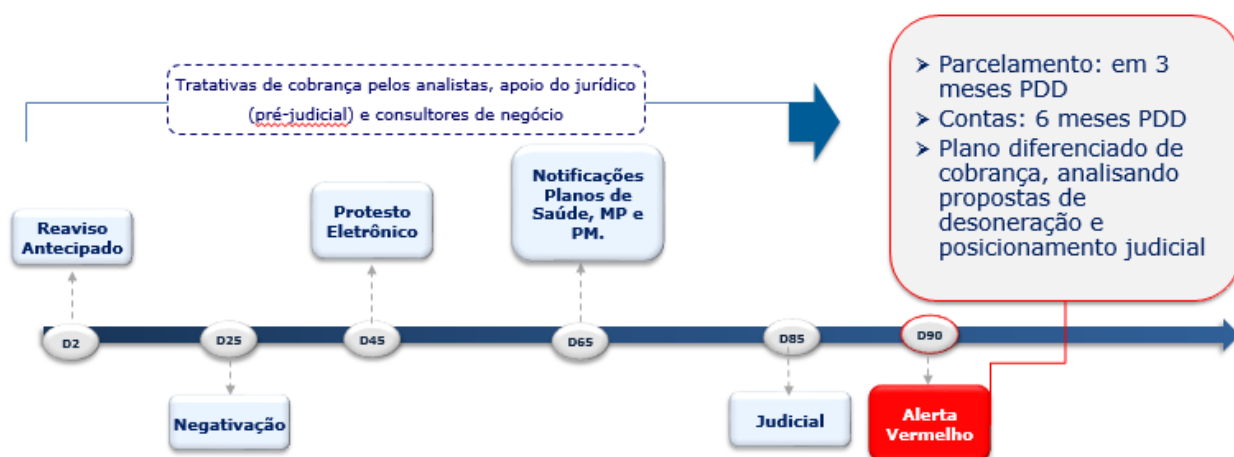 Tratativas de cobrança pelos analistas, apoio do jurídico
(pré-judicial) e consultores de negócio
➤ Parcelamento: em 3
meses PDD
➤ Contas: 6 meses PDD
➤ Plano diferenciado de
cobrança, analisando
propostas de
desoneração e
posicionamento judicial
Reaviso
Antecipado
Protesto
Eletrônico
Notificações
Planos de
Saúde, MP e
PM.
D2
D25
D45
D65
D85
D90
Negativação
Judicial
Alerta
Vermelho